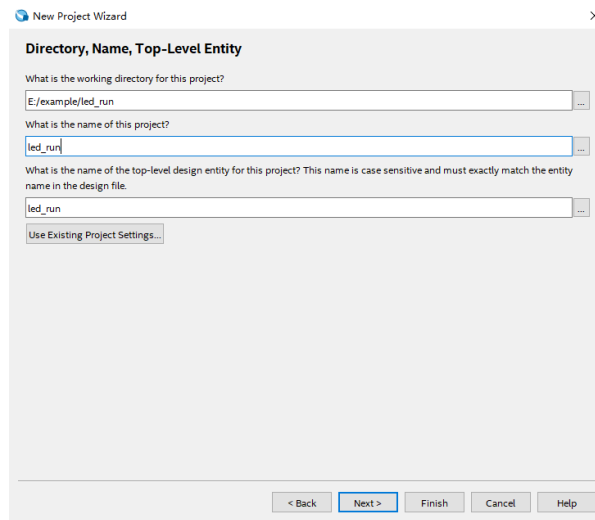 New Project Wizard
Directory, Name, Top-Level Entity
What is the working directory for this project?
E:/example/led_run
...
What is the name of this project?
led_run
...
What is the name of the top-level design entity for this project? This name is case sensitive and must exactly match the entity
name in the design file.
led_run
...
Use Existing Project Settings...
< Back Next > Finish Cancel Help